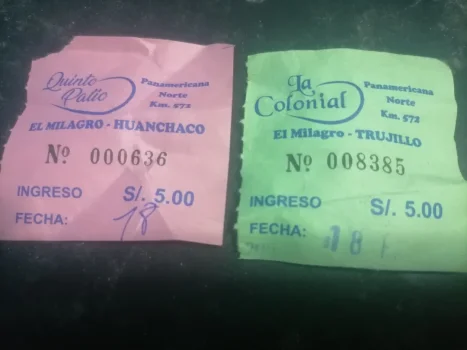 Quinto
Patio
Panamericana
Norte
Km. 572
EL MILAGRO - HUANCHACO
Nº 000636
INGRESO S/. 5.00
FECHA: 18
La
Colonial
Panamericana
Norte
Km. 572
El Milagro - TRUJILLO
Nº 008385
INGRESO S/. 5.00
FECHA: 18